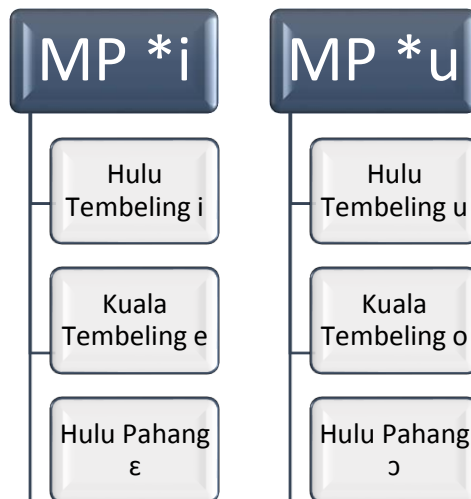 MP *i
Hulu
Tembeling i
Kuala
Tembeling e
Hulu Pahang
ɛ
MP *u
Hulu
Tembeling u
Kuala
Tembeling o
Hulu Pahang
ɔ